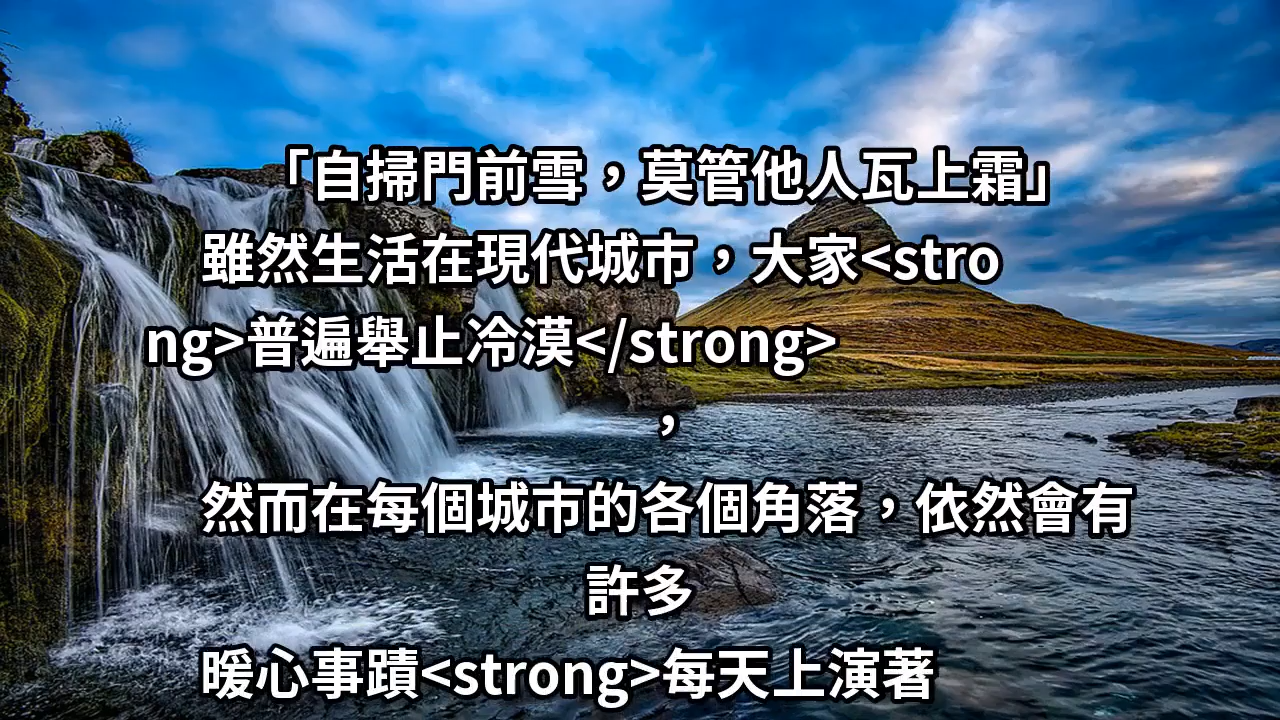 「自掃門前雪，莫管他人瓦上霜」
雖然生活在現代城市，大家<stro
ng>普遍舉止冷漠</strong>
，
然而在每個城市的各個角落，依然會有
許多
暖心事蹟<strong>每天上演著